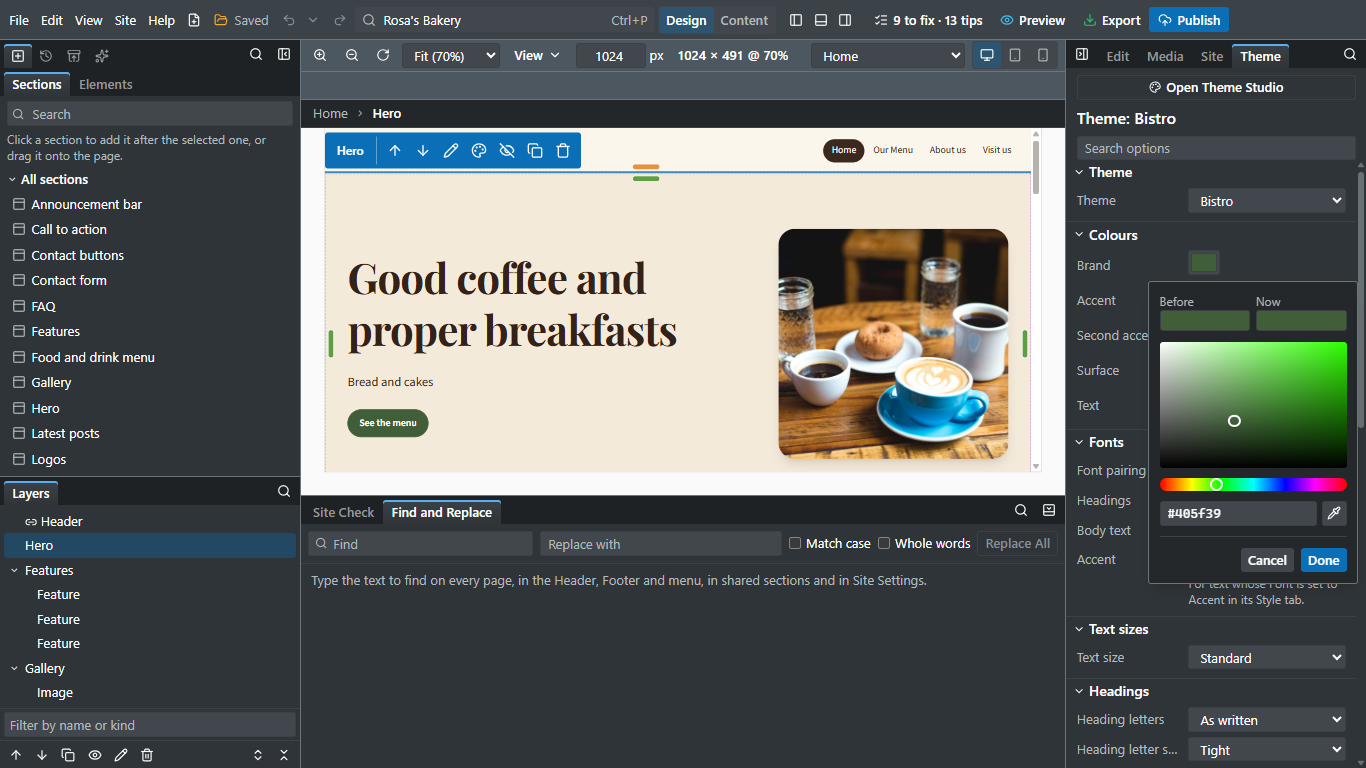 File Edit View Site Help Saved Rosa's Bakery Ctrl+P Design Content 9 to fix · 13 tips Preview Export Publish
Sections Elements
Search
Click a section to add it after the selected one, or
drag it onto the page.
All sections
Announcement bar
Call to action
Contact buttons
Contact form
FAQ
Features
Food and drink menu
Gallery
Hero
Latest posts
Logos
Layers
Header
Hero
Features
Feature
Feature
Feature
Gallery
Image
Filter by name or kind
Fit (70%) View 1024 px 1024 × 491 @ 70% Home
Home › Hero
Hero
Home Our Menu About us Visit us
Good coffee and
proper breakfasts
Bread and cakes
See the menu
Site Check Find and Replace
Find Replace with Match case Whole words Replace All
Type the text to find on every page, in the Header, Footer and menu, in shared sections and in Site Settings.
Edit Media Site Theme
Open Theme Studio
Theme: Bistro
Search options
Theme
Theme Bistro
Colours
Brand
Accent
Second acce
Surface
Text
Before Now
#405f39
Cancel Done
Fonts
Font pairing
Headings
Body text
Accent
For text whose Font is set to
Accent in its Style tab.
Text sizes
Text size Standard
Headings
Heading letters As written
Heading letter s... Tight